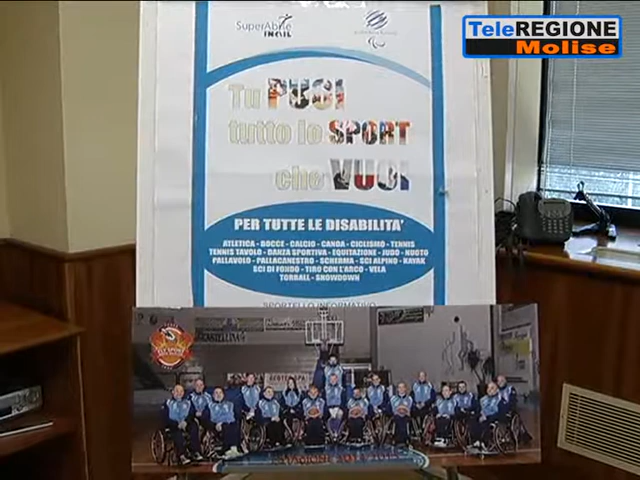 TeleREGIONE
Molise
SuperAbile
INAIL
Tu PUOI
tutto lo SPORT
che VUOI
PER TUTTE LE DISABILITA'
ATLETICA • BOCCE • CALCIO • CANOA • CICLISMO • TENNIS
TENNIS TAVOLO • DANZA SPORTIVA • EQUITAZIONE • JUDO • NUOTO
PALLAVOLO • PALLACANESTRO • SCHERMA • SCI ALPINO • KAYAK
SCI DI FONDO • TIRO CON L'ARCO • VELA
TORBALL • SHOWDOWN
SPORTELLO INFORMATIVO